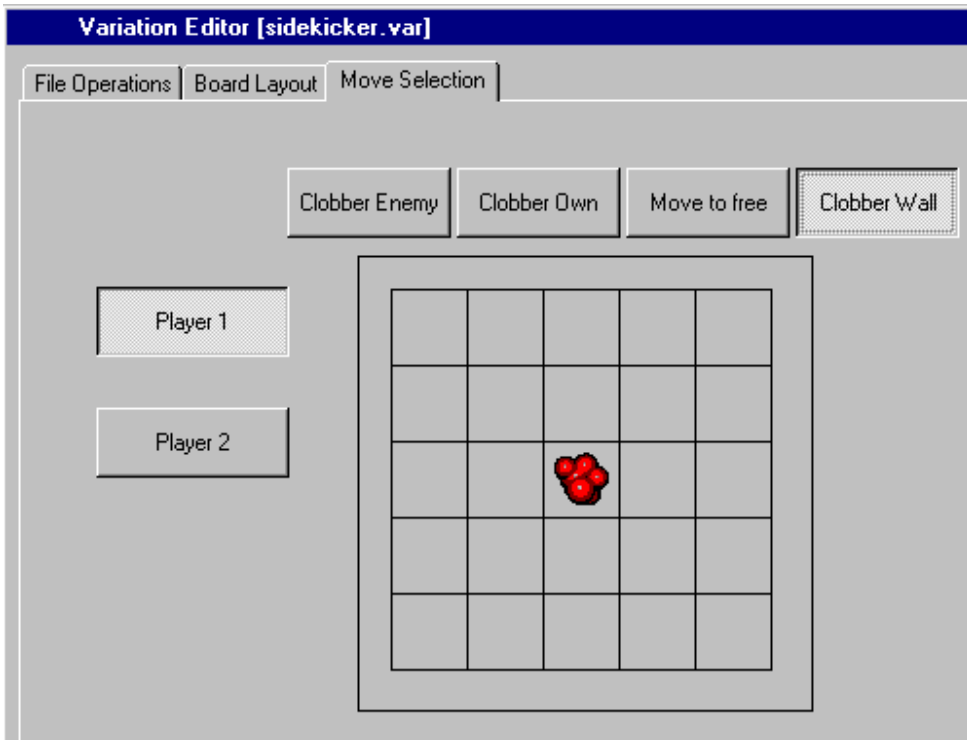 Variation Editor [sidekicker.var]
File Operations Board Layout Move Selection
Clobber Enemy Clobber Own Move to free Clobber Wall
Player 1
Player 2